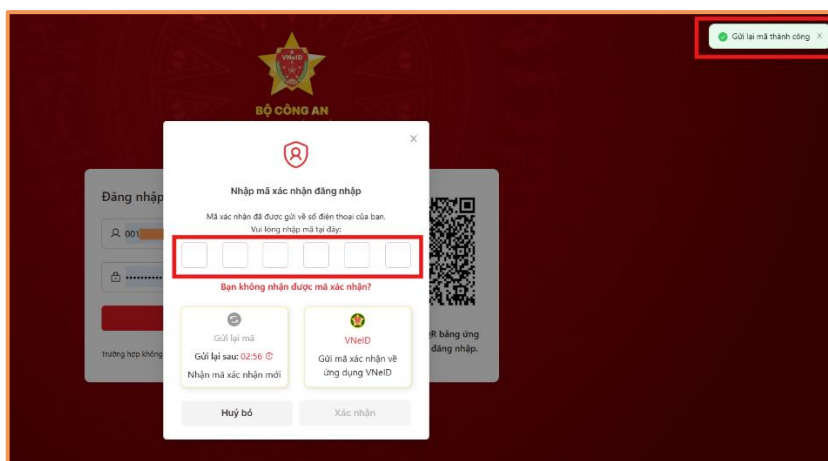 Gửi lại mã thành công
VNeID
BỘ CÔNG AN
Nhập mã xác nhận đăng nhập
Mã xác nhận đã được gửi về số điện thoại của bạn.
Vui lòng nhập mã tại đây:
Bạn không nhận được mã xác nhận?
Gửi lại mã
Gửi lại sau: 02:56
Nhận mã xác nhận mới
VNeID
Gửi mã xác nhận về
ứng dụng VNeID
Huỷ bỏ
Xác nhận
Đăng nhập
001
Trường hợp không
QR bằng ứng
đăng nhập.